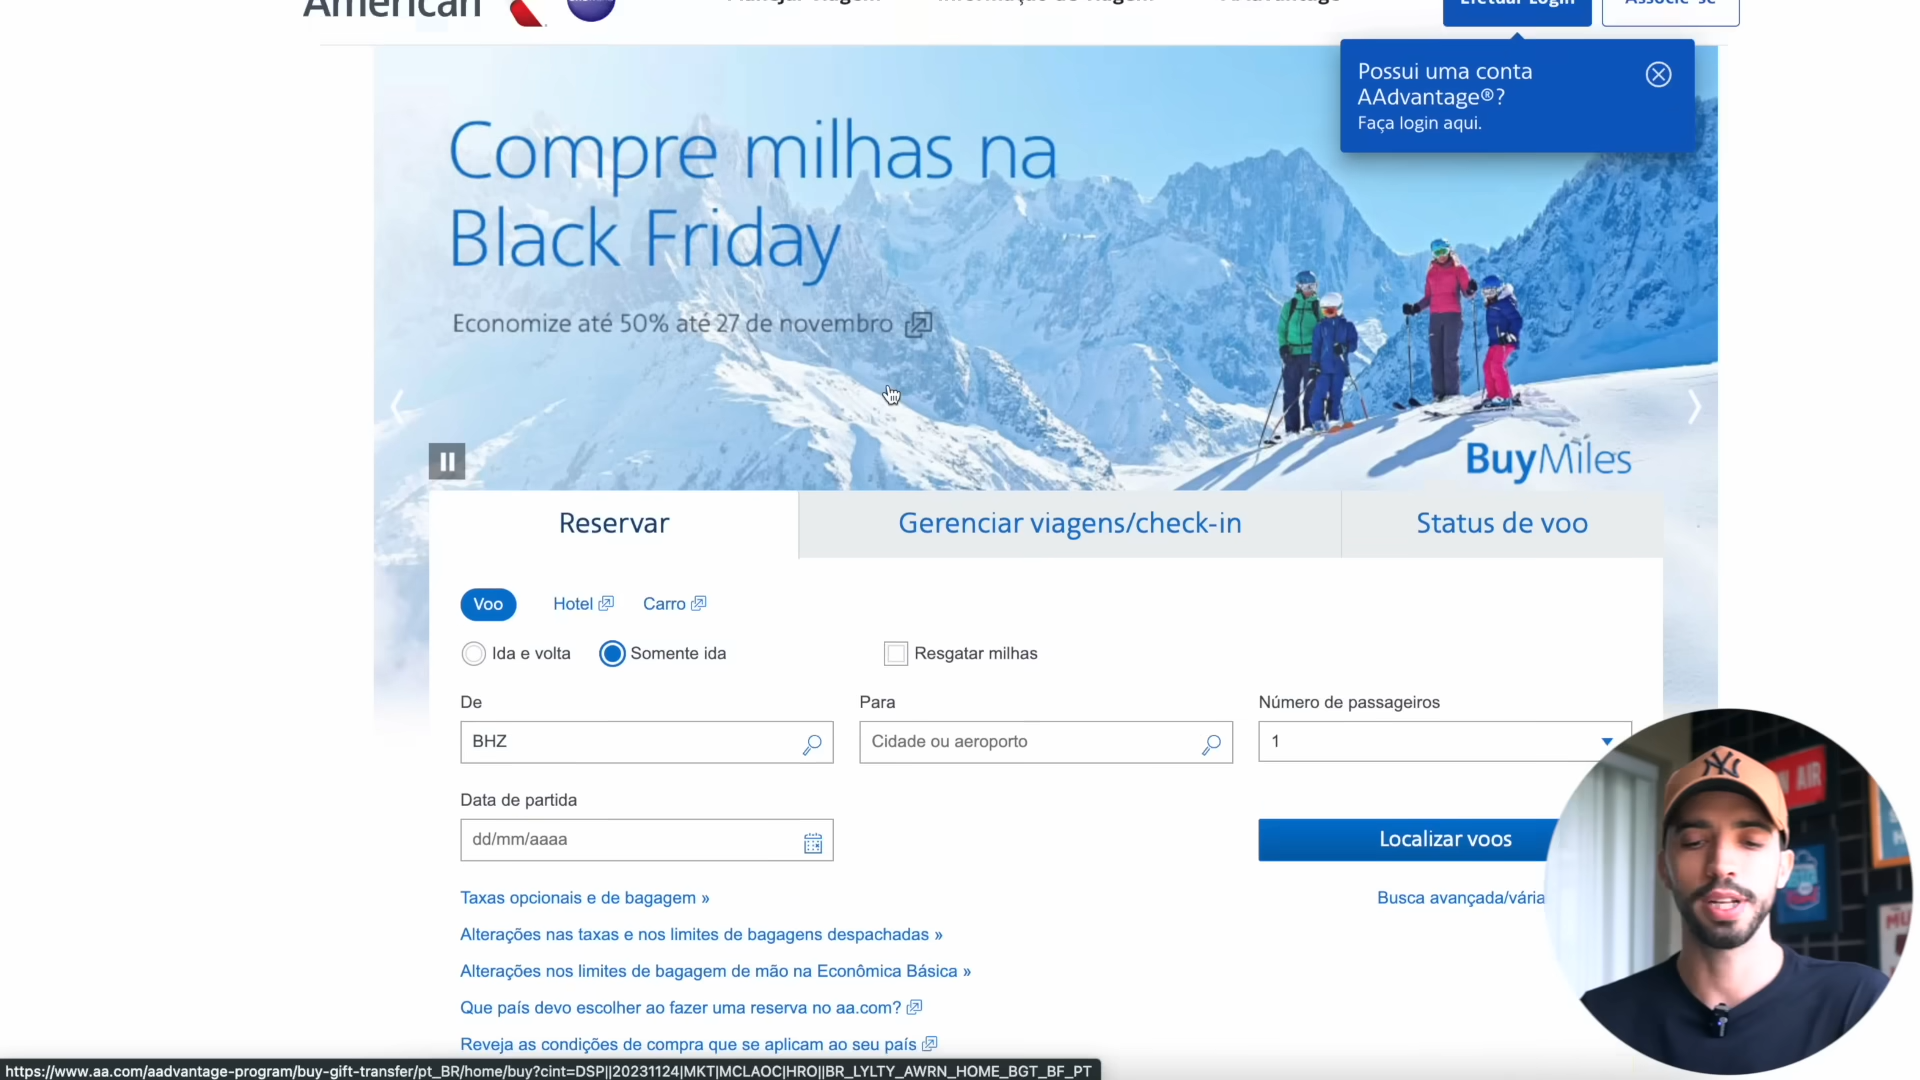 American
Efetuar Login
Associe-se
Possui uma conta
AAdvantage®?
Faça login aqui.
Compre milhas na
Black Friday
Economize até 50% até 27 de novembro
BuyMiles
Reservar
Gerenciar viagens/check-in
Status de voo
Voo
Hotel
Carro
Ida e volta
Somente ida
Resgatar milhas
De
Para
Número de passageiros
BHZ
Cidade ou aeroporto
1
Data de partida
dd/mm/aaaa
Localizar voos
Taxas opcionais e de bagagem »
Busca avançada/vária
Alterações nas taxas e nos limites de bagagens despachadas »
Alterações nos limites de bagagem de mão na Econômica Básica »
Que país devo escolher ao fazer uma reserva no aa.com?
Reveja as condições de compra que se aplicam ao seu país
https://www.aa.com/aadvantage-program/buy-gift-transfer/pt_BR/home/buy?cint=DSP||20231124|MKT|MCLAOC|HRO||BR_LYLTY_AWRN_HOME_BGT_BF_PT